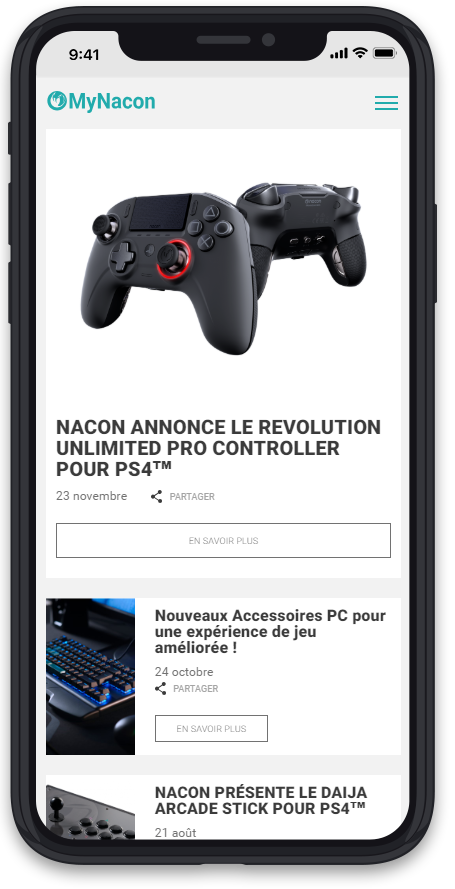 9:41
MyNacon
NACON ANNONCE LE REVOLUTION
UNLIMITED PRO CONTROLLER
POUR PS4™
23 novembre PARTAGER
EN SAVOIR PLUS
Nouveaux Accessoires PC pour
une expérience de jeu
améliorée !
24 octobre
PARTAGER
EN SAVOIR PLUS
NACON PRÉSENTE LE DAIJA
ARCADE STICK POUR PS4™
21 août